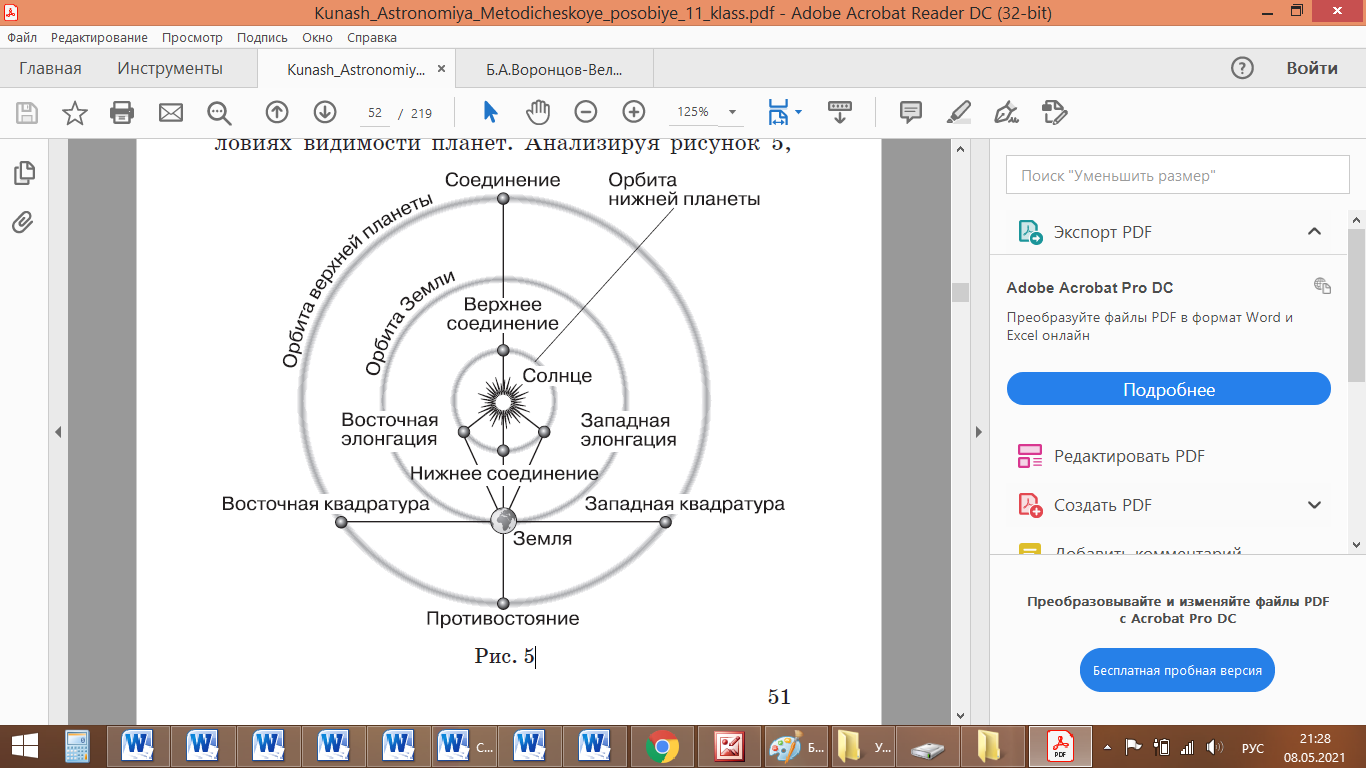 Kunash_Astronomiya_Metodicheskoye_posobiye_11_klass.pdf - Adobe Acrobat Reader DC (32-bit)
Файл Редактирование Просмотр Подпись Окно Справка
Главная Инструменты Kunash_Astronomiy... × Б.А.Воронцов-Вел... Войти
52 / 219 125%
ловиях видимости планет. Анализируя рисунок 5,
Соединение
Орбита
нижней планеты
Орбита верхней планеты
Орбита Земли
Верхнее
соединение
Солнце
Восточная
элонгация
Западная
элонгация
Нижнее соединение
Восточная квадратура
Западная квадратура
Земля
Противостояние
Рис. 5
51
Поиск "Уменьшить размер"
Экспорт PDF
Adobe Acrobat Pro DC
Преобразуйте файлы PDF в формат Word и
Excel онлайн
Подробнее
Редактировать PDF
Создать PDF
Добавить комментарий
Преобразовывайте и изменяйте файлы PDF
с Acrobat Pro DC
Бесплатная пробная версия
С... Б... У... PDF РУС
21:28
08.05.2021